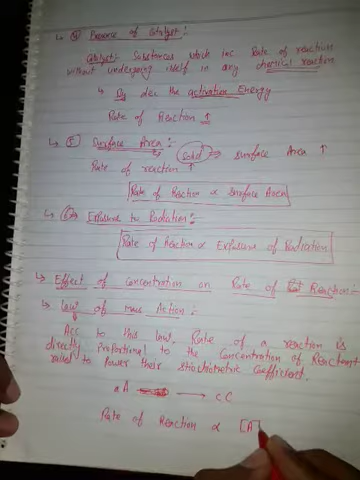 ↳ ④ Presence of Catalyst:
Catalyst: Substances which inc Rate of reaction
without undergoing itself in any chemical reaction
↳ It dec the activation Energy
Rate of Reaction ↑
↳ ⑤ Surface Area:
solid ⇒ surface Area ↑
Rate of reaction ↑
Rate of Reaction ∝ Surface Area
↳ Exposure to Radiation:
Rate of Reaction ∝ Exposure of Radiation
↳ Effect of Concentration on Rate of Reaction:
↳ Law of mass Action:
Acc to this law, Rate of a reaction is
directly proportional to the concentration of Reactant
raised to power their stoichiometric coefficient.
aA → cC
Rate of Reaction ∝ [A]